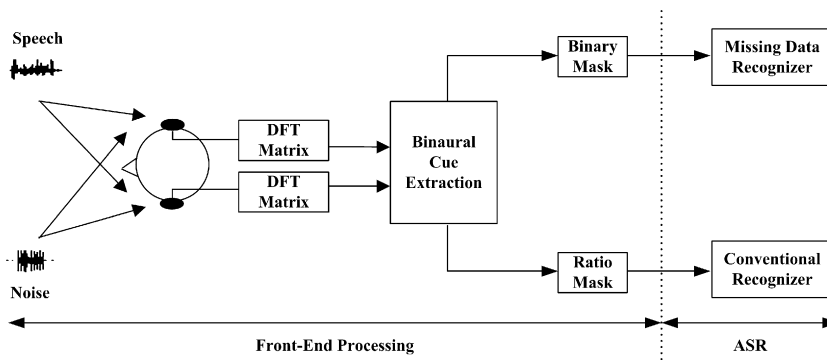 Speech
Noise
DFT
Matrix
DFT
Matrix
Binaural
Cue
Extraction
Binary
Mask
Ratio
Mask
Missing Data
Recognizer
Conventional
Recognizer
Front-End Processing
ASR